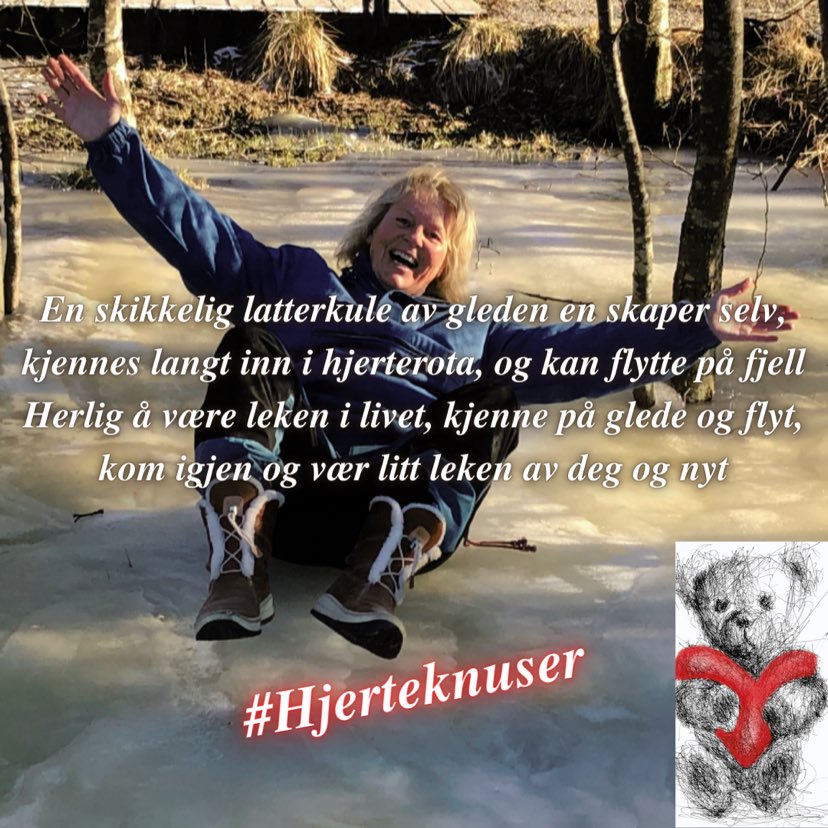 En skikkelig latterkule av gleden en skaper selv,
kjennes langt inn i hjerterota, og kan flytte på fjell
Herlig å være leken i livet, kjenne på glede og flyt,
kom igjen og vær litt leken av deg og nyt
#Hjerteknuser